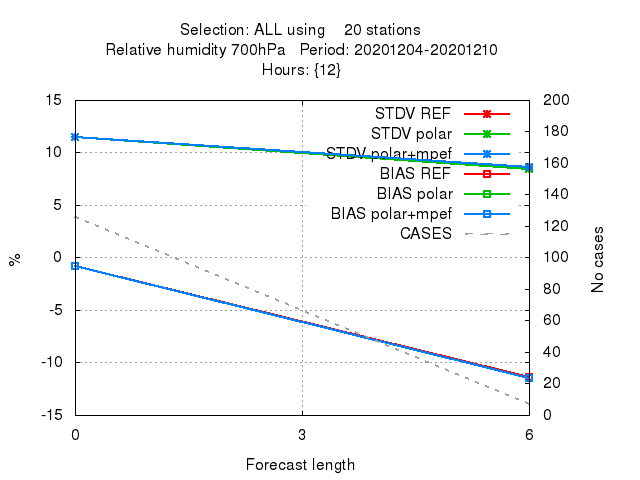 Selection: ALL using 20 stations
Relative humidity 700hPa Period: 20201204-20201210
Hours: {12}
15
10
5
0
-5
-10
-15
%
STDV REF
STDV polar
STDV polar+mpef
BIAS REF
BIAS polar
BIAS polar+mpef
CASES
200
180
160
140
120
100
80
60
40
20
0
No cases
0 3 6
Forecast length